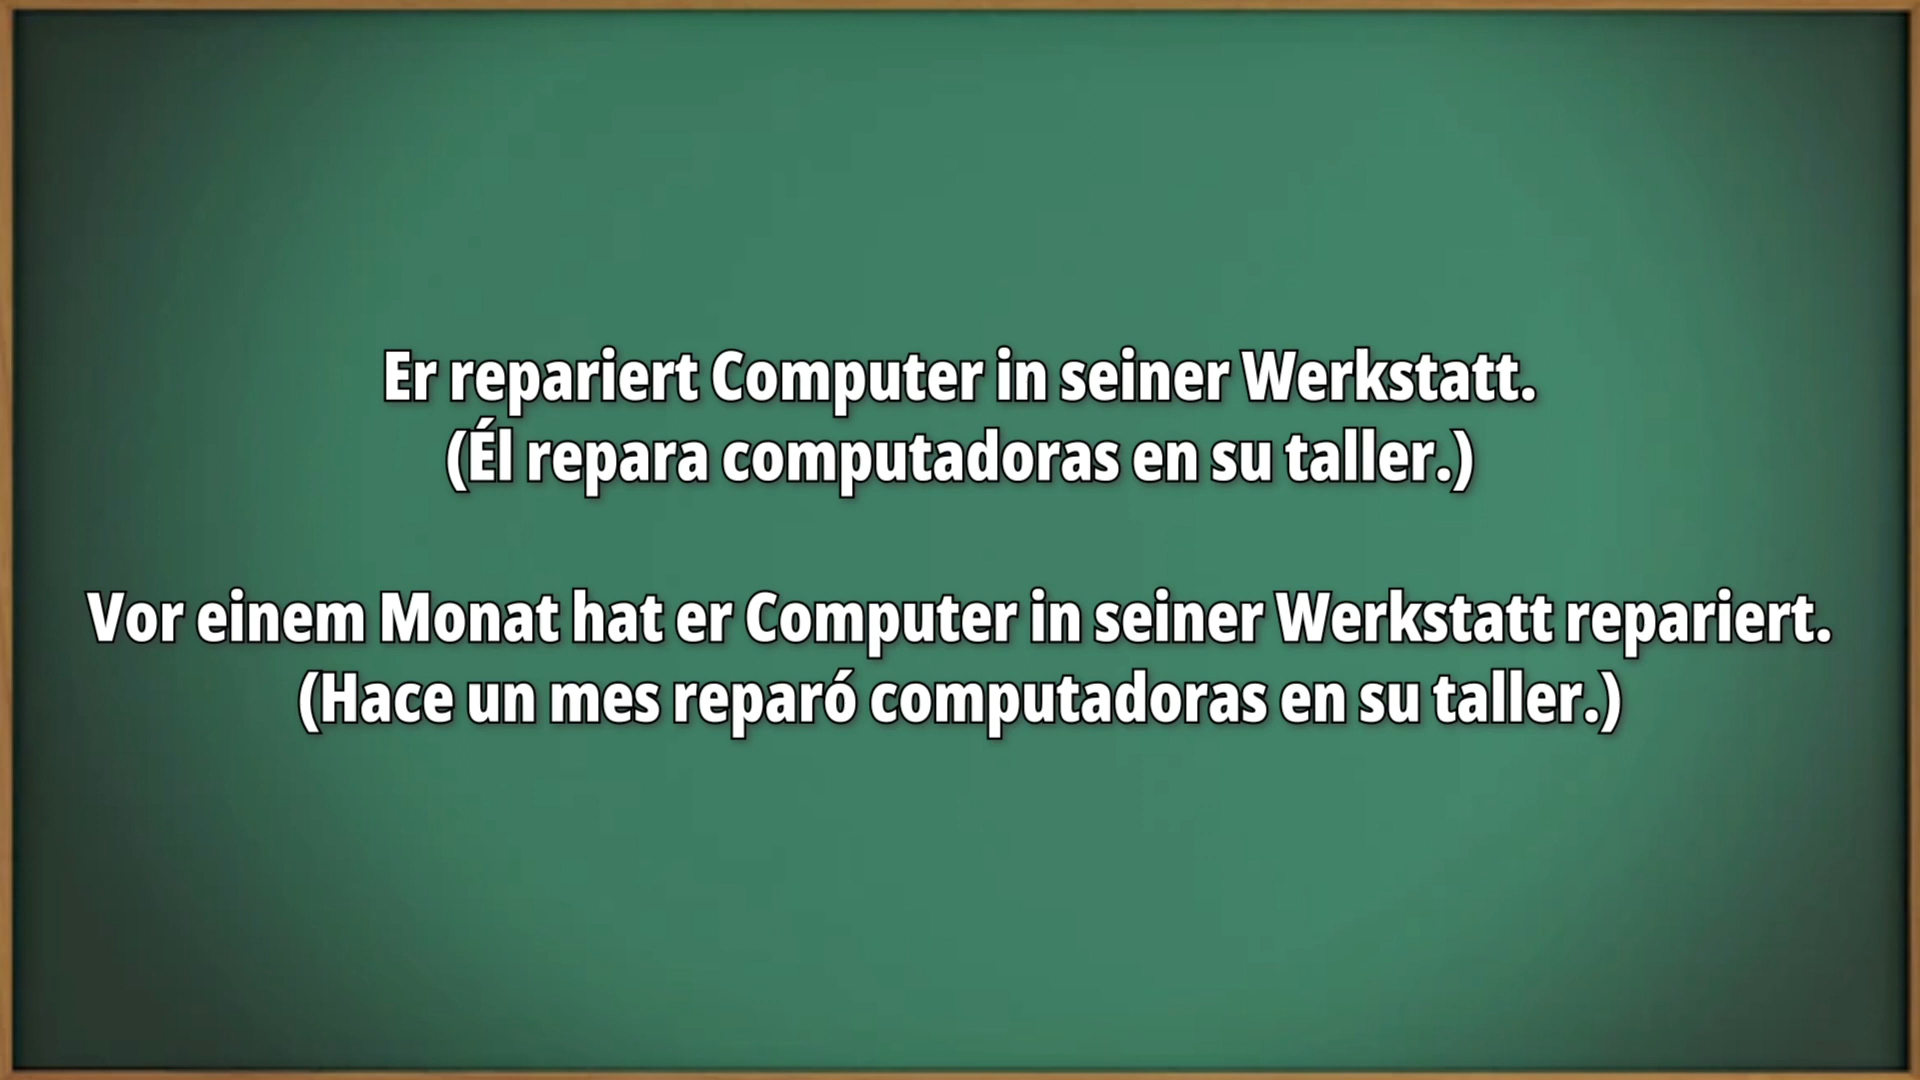 Er repariert Computer in seiner Werkstatt.
(Él repara computadoras en su taller.)
Vor einem Monat hat er Computer in seiner Werkstatt repariert.
(Hace un mes reparó computadoras en su taller.)